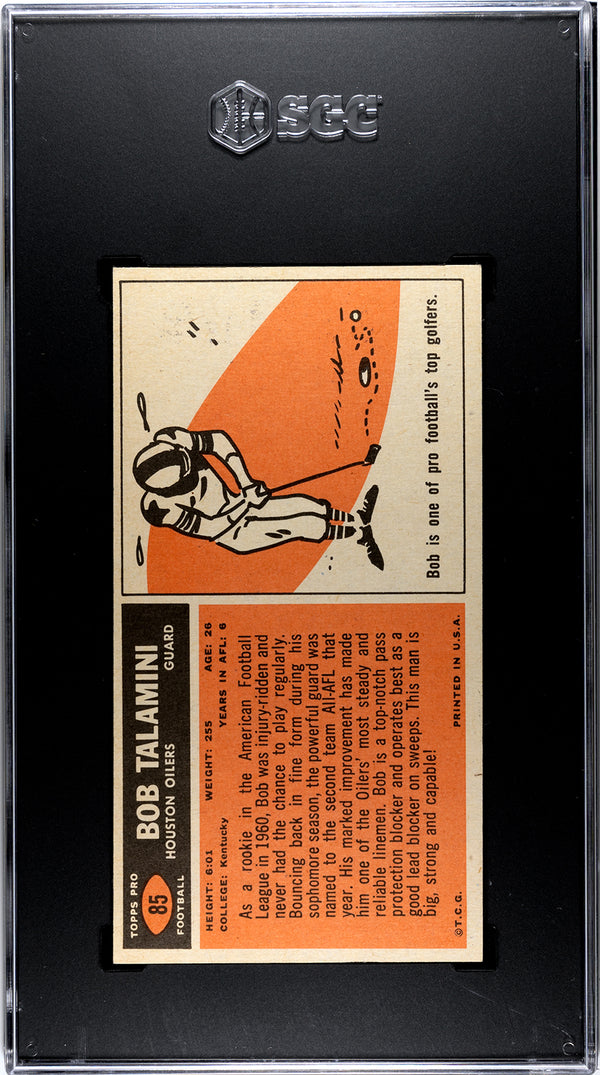 SGC
TOPPS PRO
85
FOOTBALL
BOB TALAMINI
HOUSTON OILERS GUARD
HEIGHT: 6:01 WEIGHT: 255 AGE: 26
COLLEGE: Kentucky YEARS IN AFL: 6
As a rookie in the American Football
League in 1960, Bob was injury-ridden and
never had the chance to play regularly.
Bouncing back in fine form during his
sophomore season, the powerful guard was
named to the second team All-AFL that
year. His marked improvement has made
him one of the Oilers' most steady and
reliable linemen. Bob is a top-notch pass
protection blocker and operates best as a
good lead blocker on sweeps. This man is
big, strong and capable!
©T.C.G. PRINTED IN U.S.A.
Bob is one of pro football's top golfers.